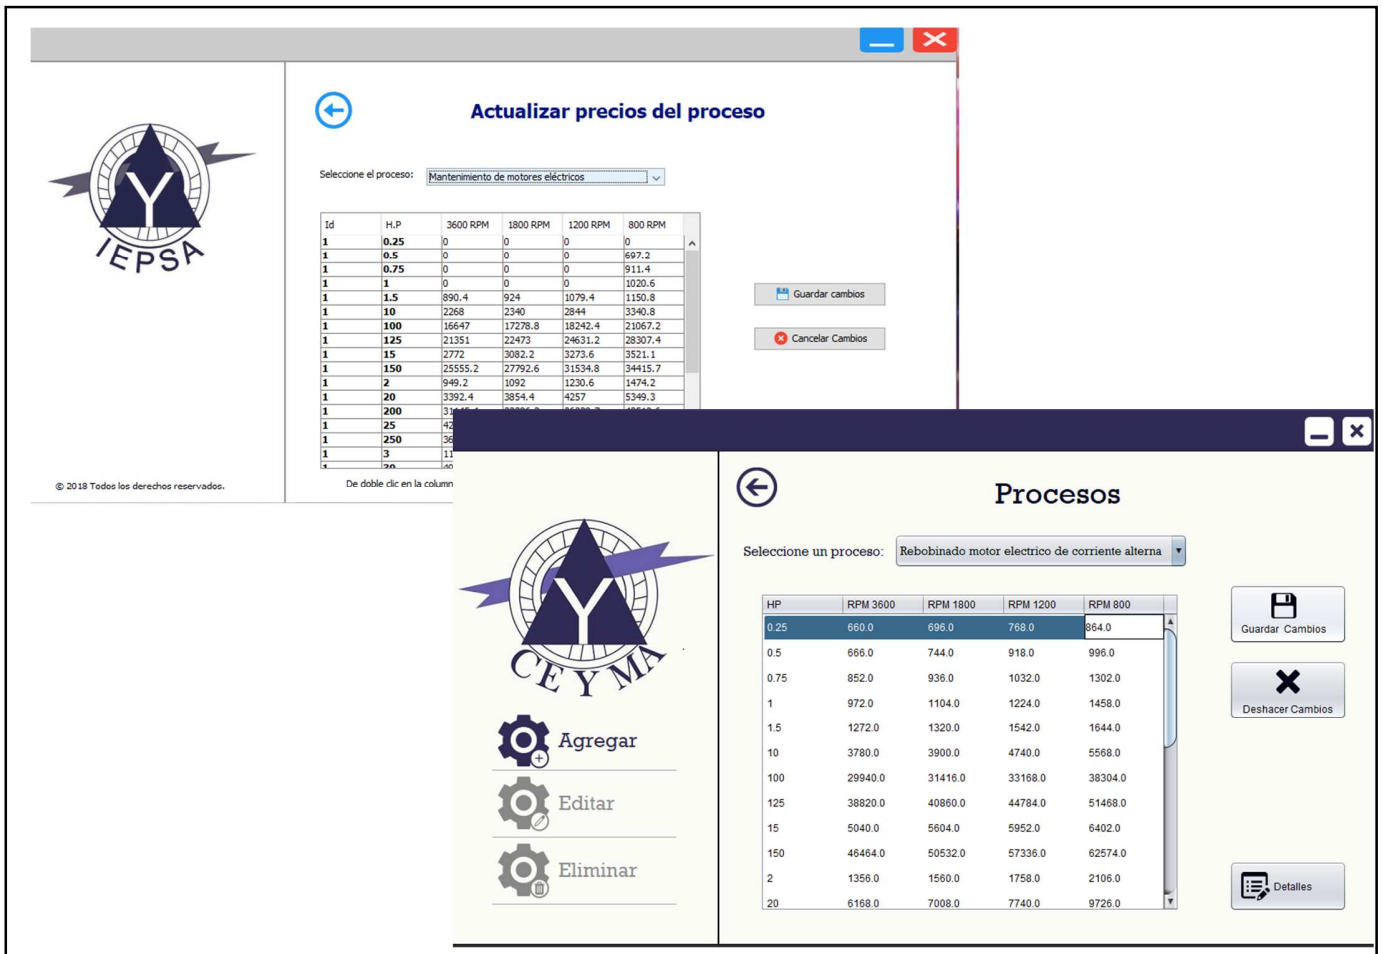 Actualizar precios del proceso
Seleccione el proceso: Mantenimiento de motores eléctricos
Y
IEPSA
Id H.P 3600 RPM 1800 RPM 1200 RPM 800 RPM
1 0.25 0 0 0 0
1 0.5 0 0 0 697.2
1 0.75 0 0 0 911.4
1 1 0 0 0 1020.6
1 1.5 890.4 924 1079.4 1150.8
1 10 2268 2340 2844 3340.8
1 100 16647 17278.8 18242.4 21067.2
1 125 21351 22473 24631.2 28307.4
1 15 2772 3082.2 3273.6 3521.1
1 150 25555.2 27792.6 31534.8 34415.7
1 2 949.2 1092 1230.6 1474.2
1 20 3392.4 3854.4 4257 5349.3
1 200
1 25 42
1 250 36
1 3 11
Guardar cambios
Cancelar Cambios
© 2018 Todos los derechos reservados.
De doble clic en la column
Procesos
Seleccione un proceso: Rebobinado motor electrico de corriente alterna
Y
CEYMA
Agregar
Editar
Eliminar
HP RPM 3600 RPM 1800 RPM 1200 RPM 800
0.25 660.0 696.0 768.0 864.0
0.5 666.0 744.0 918.0 996.0
0.75 852.0 936.0 1032.0 1302.0
1 972.0 1104.0 1224.0 1458.0
1.5 1272.0 1320.0 1542.0 1644.0
10 3780.0 3900.0 4740.0 5568.0
100 29940.0 31416.0 33168.0 38304.0
125 38820.0 40860.0 44784.0 51468.0
15 5040.0 5604.0 5952.0 6402.0
150 46464.0 50532.0 57336.0 62574.0
2 1356.0 1560.0 1758.0 2106.0
20 6168.0 7008.0 7740.0 9726.0
Guardar Cambios
Deshacer Cambios
Detalles